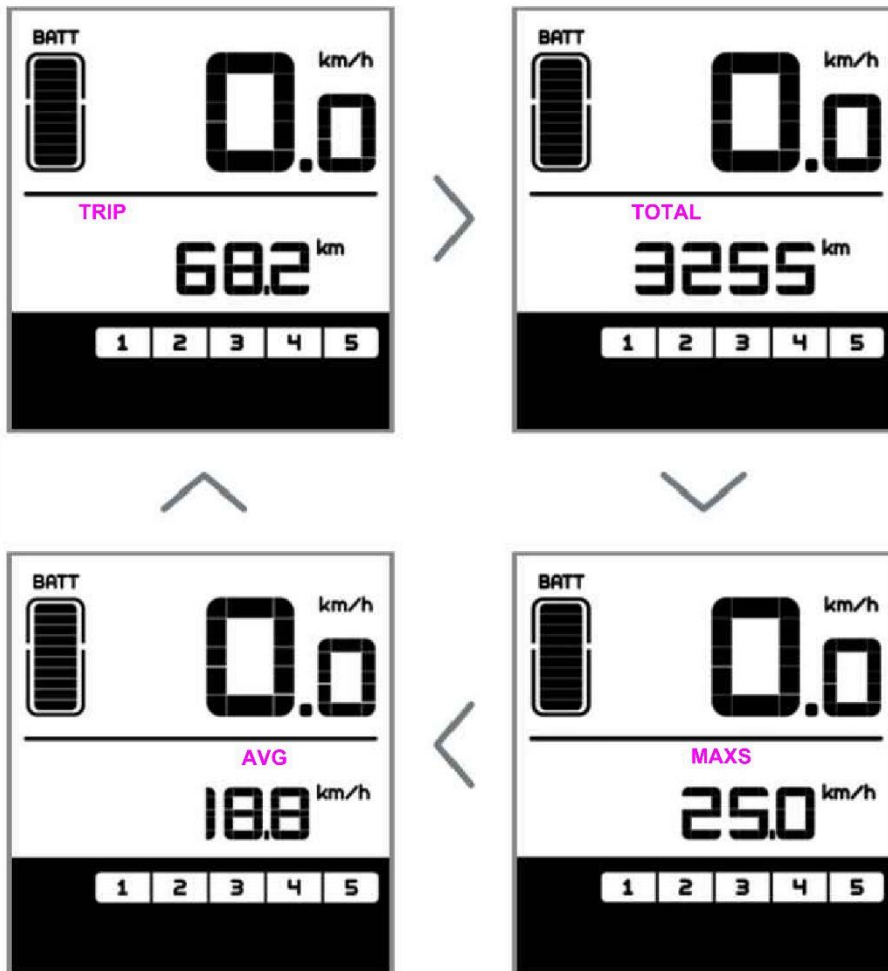 BATT
km/h
0.0
TRIP
68.2 km
1 2 3 4 5
BATT
km/h
0.0
TOTAL
3255 km
1 2 3 4 5
BATT
km/h
0.0
AVG
18.8 km/h
1 2 3 4 5
BATT
km/h
0.0
MAXS
25.0 km/h
1 2 3 4 5